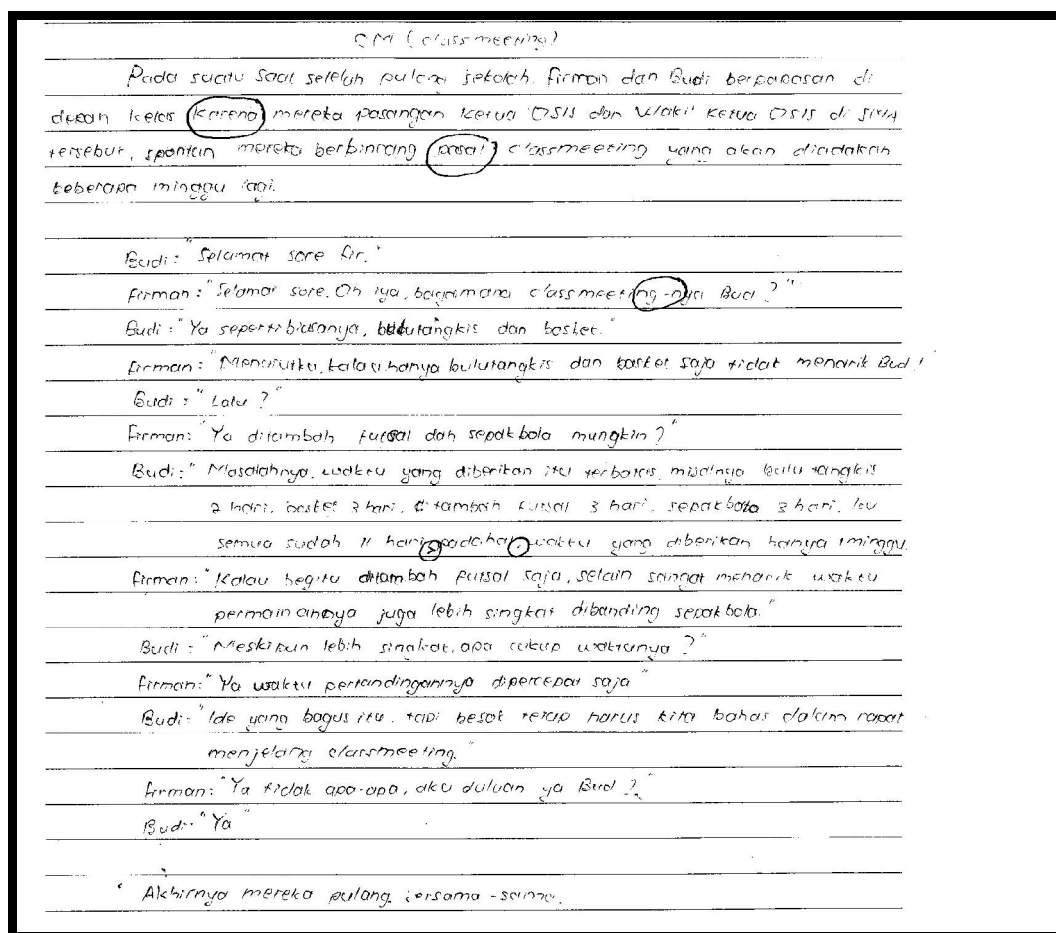 CM (classmeeting)
Pada suatu saat setelah pulang sekolah. Firman dan Budi berpapasan di
depan kelas karena mereka pasangan Ketua OSIS dan Wakil Ketua OSIS di SMA
tersebut, spontan mereka berbincang pasal classmeeting yang akan diadakan
beberapa minggu lagi.
Budi: "Selamat sore Fir."
Firman: "Selamat sore. Oh iya, bagaimana classmeeting-nya Bud ?"
Budi: "Ya seperti biasanya, bulutangkis dan basket."
Firman: "Menurutku, kalau hanya bulutangkis dan basket saja tidak menarik Bud!
Budi: "Lalu ?"
Firman: "Ya ditambah futsal dan sepakbola mungkin ?"
Budi: "Masalahnya, waktu yang diberikan itu terbatas, misalnya bulu tangkis
2 hari, basket 3 hari, ditambah futsal 3 hari, sepakbola 3 hari, itu
semua sudah 11 hari, padahal, waktu yang diberikan hanya 1 minggu.
Firman: "Kalau begitu ditambah futsal saja, selain sangat menarik waktu
permainannya juga lebih singkat dibanding sepakbola."
Budi: "Meskipun lebih singkat, apa cukup waktunya ?"
Firman: "Ya waktu pertandingannya dipercepat saja"
Budi: "Ide yang bagus itu, tapi besok tetap harus kita bahas dalam rapat
menjelang classmeeting."
Firman: "Ya tidak apa-apa, aku duluan ya Bud ?"
Budi: "Ya"
Akhirnya mereka pulang bersama-sama.